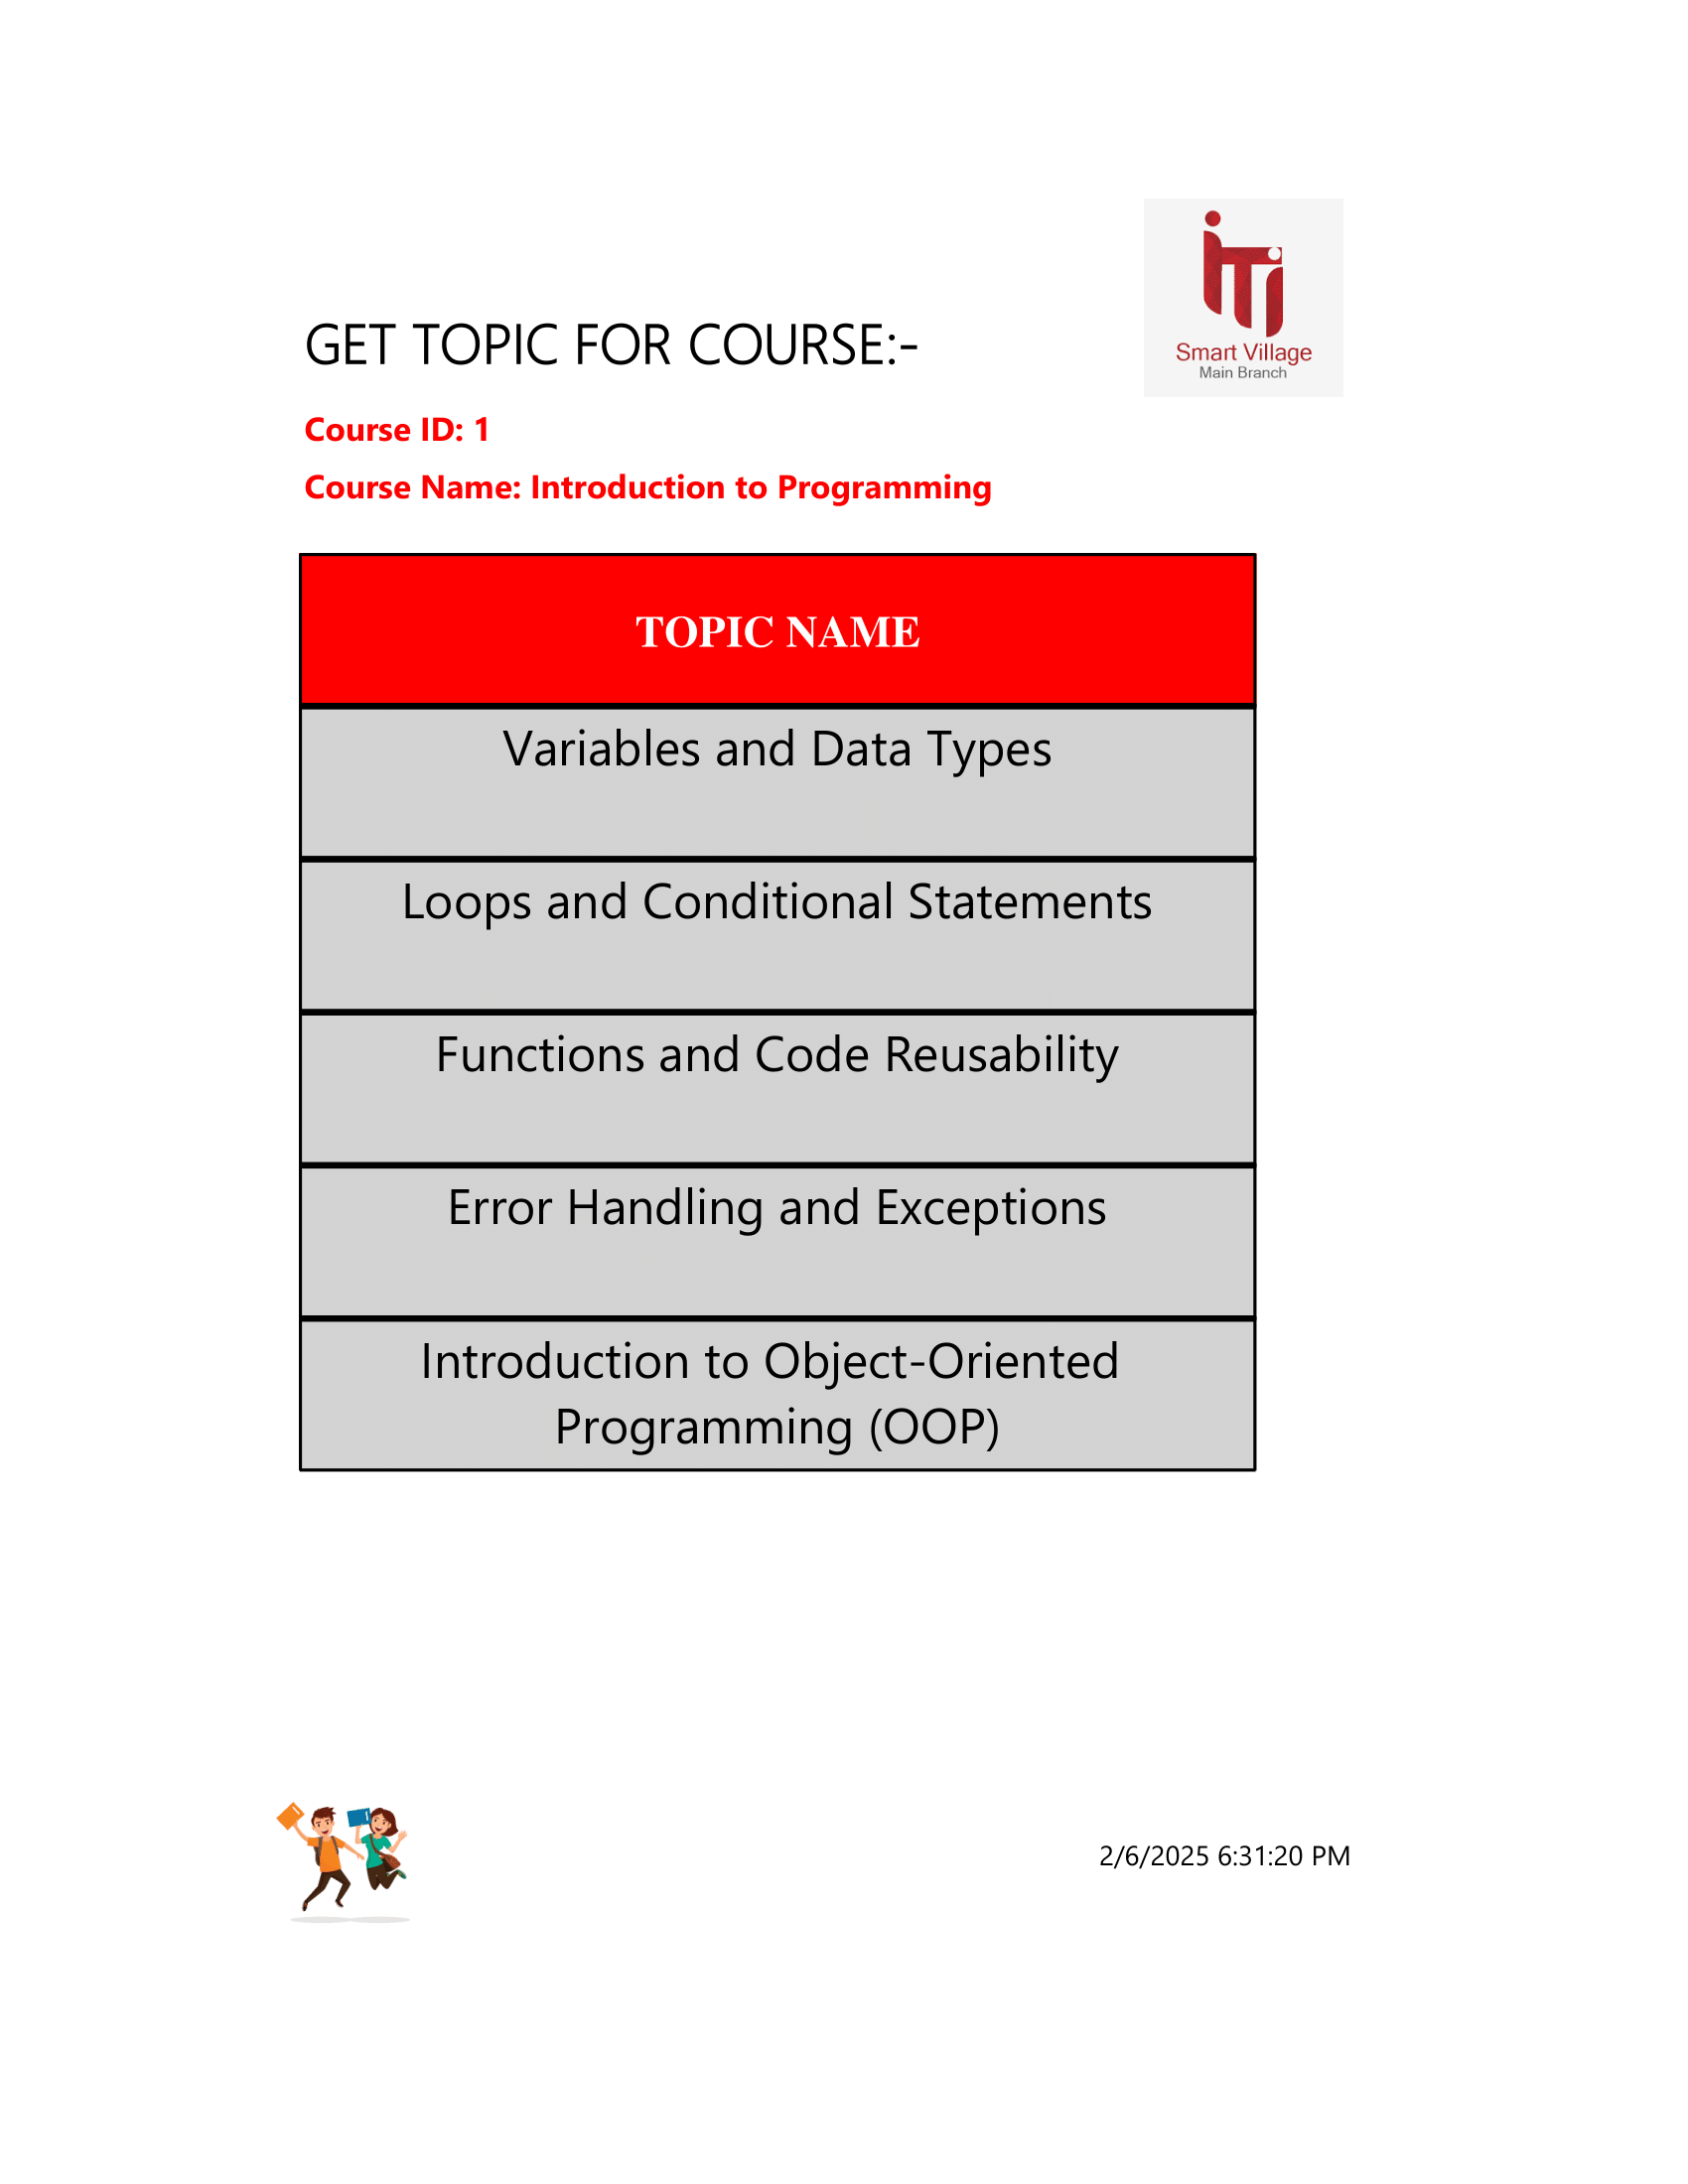 iTi
Smart Village
Main Branch
GET TOPIC FOR COURSE:-
Course ID: 1
Course Name: Introduction to Programming
TOPIC NAME
Variables and Data Types
Loops and Conditional Statements
Functions and Code Reusability
Error Handling and Exceptions
Introduction to Object-Oriented
Programming (OOP)
2/6/2025 6:31:20 PM